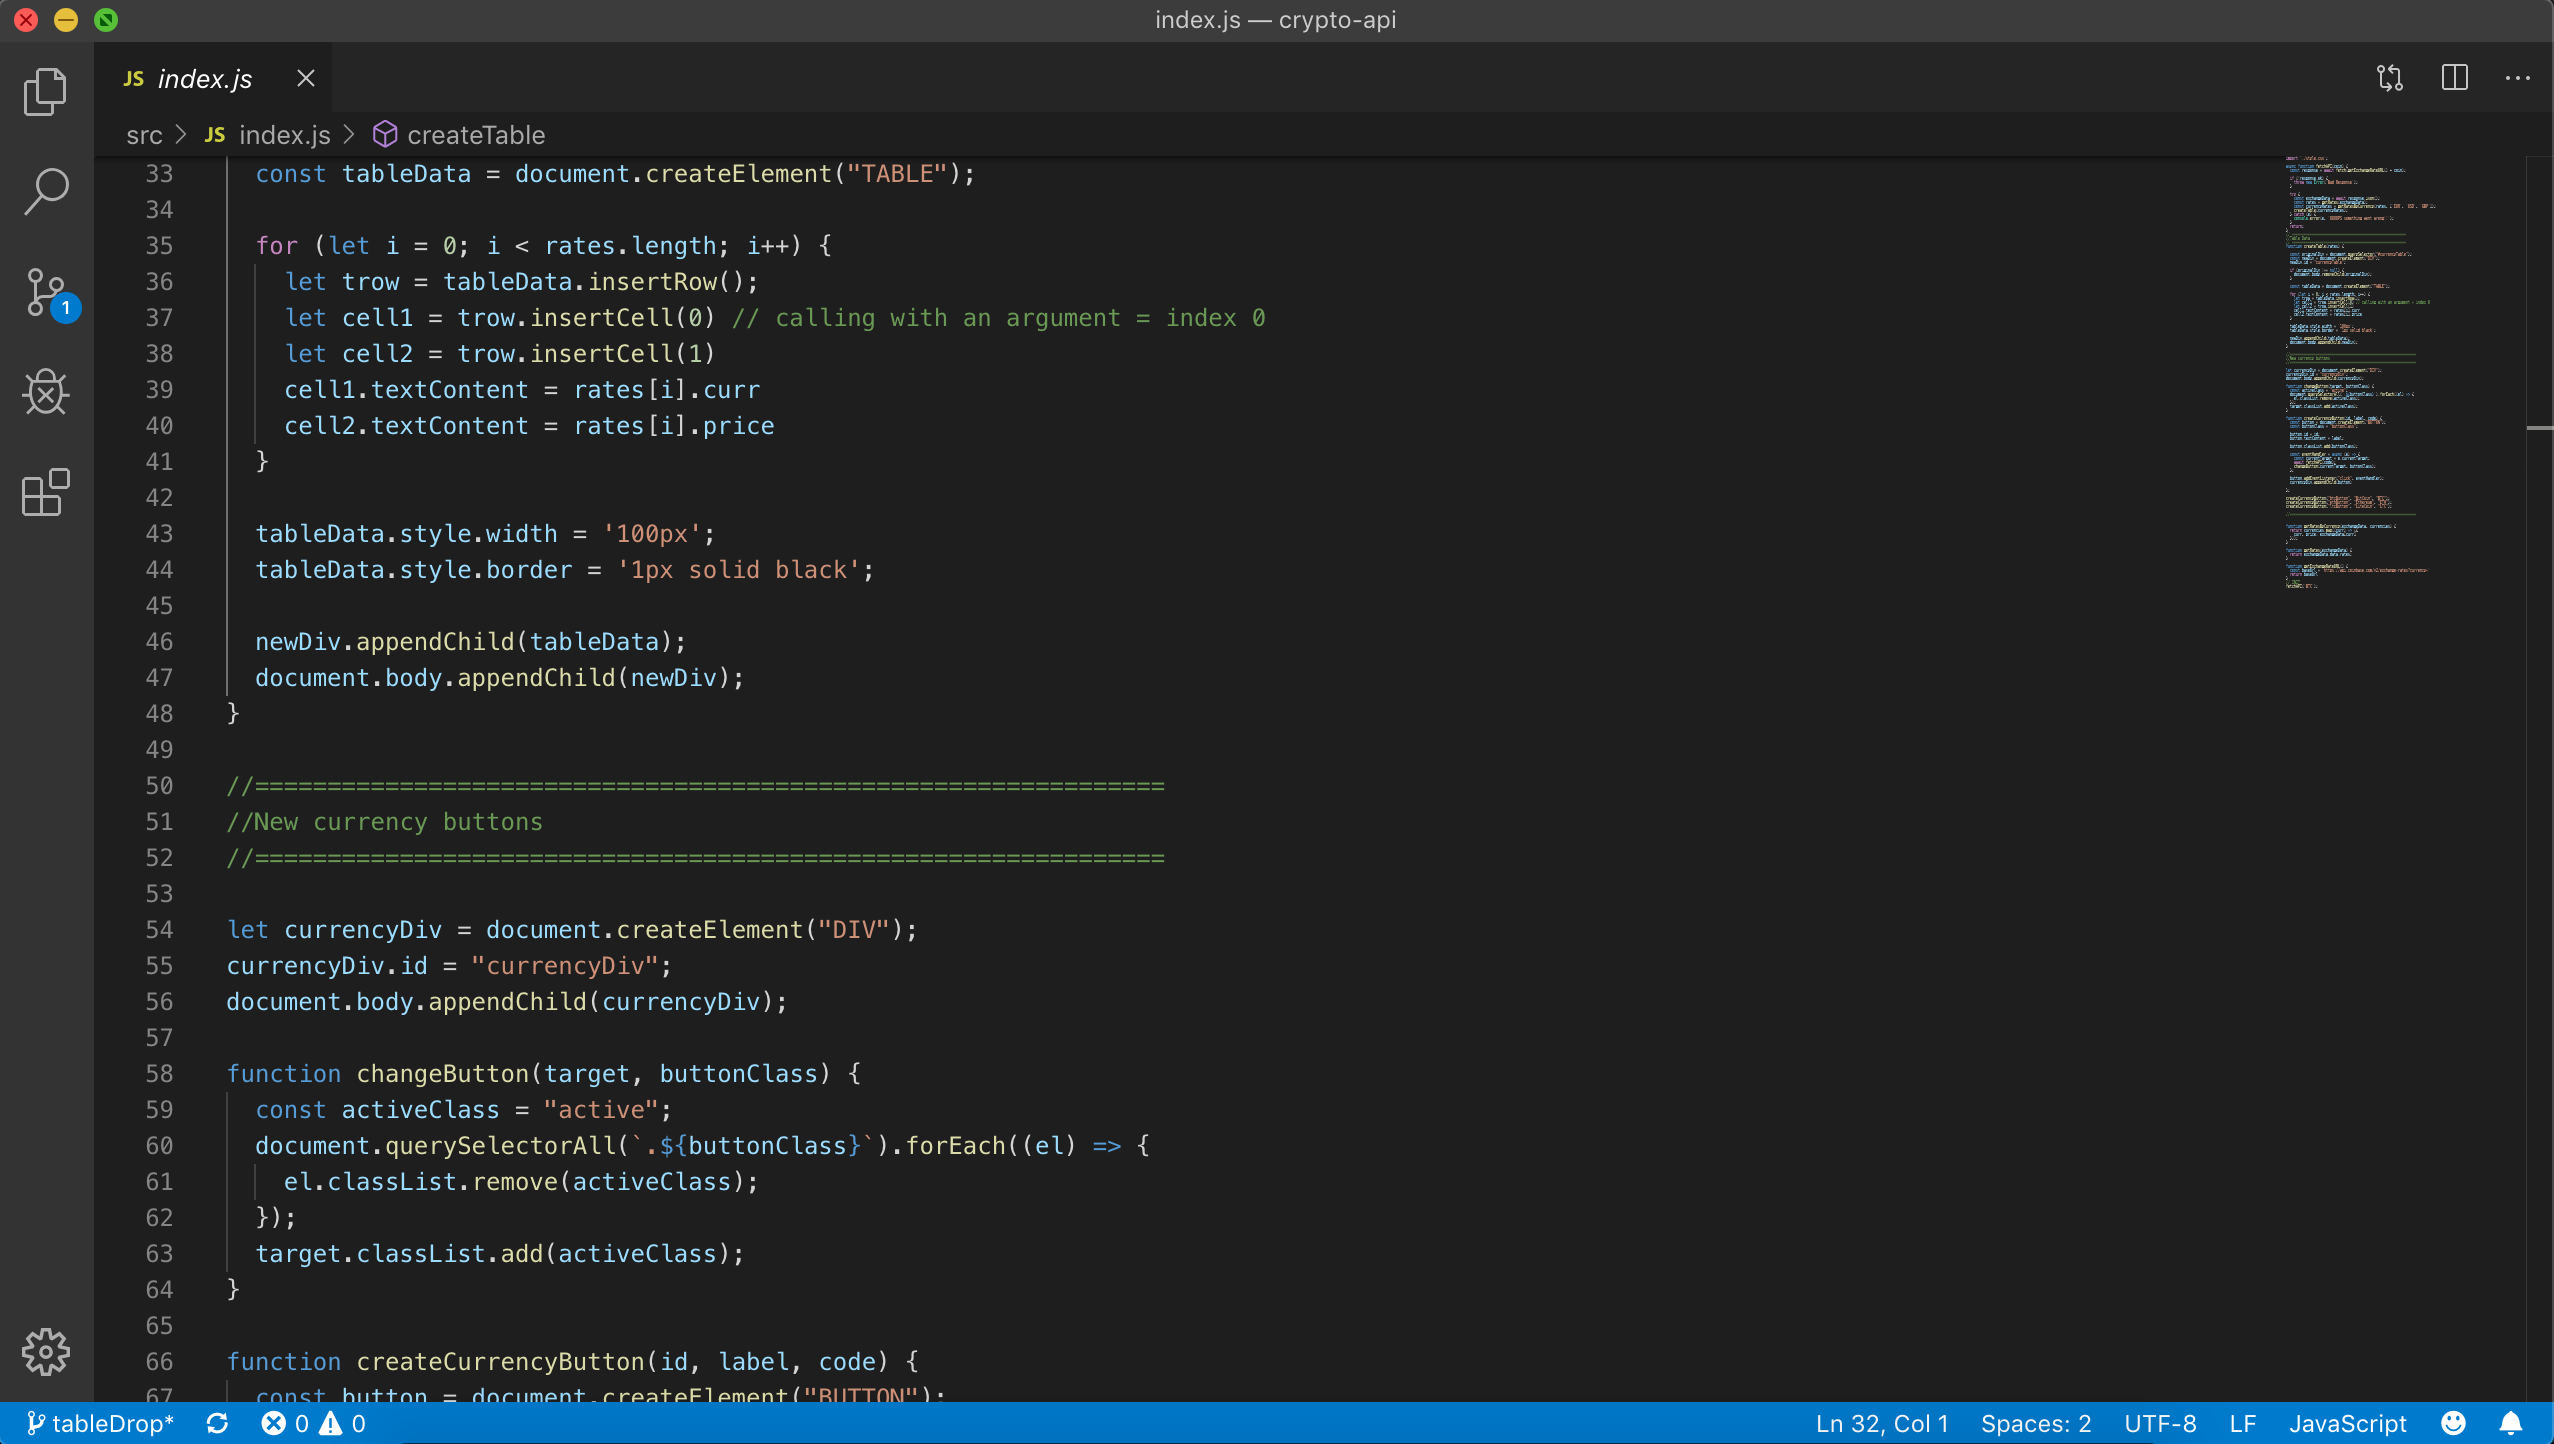 index.js — crypto-api
JS index.js
src > JS index.js > createTable
33 const tableData = document.createElement("TABLE");
34
35 for (let i = 0; i < rates.length; i++) {
36 let trow = tableData.insertRow();
37 let cell1 = trow.insertCell(0) // calling with an argument = index 0
38 let cell2 = trow.insertCell(1)
39 cell1.textContent = rates[i].curr
40 cell2.textContent = rates[i].price
41 }
42
43 tableData.style.width = '100px';
44 tableData.style.border = '1px solid black';
45
46 newDiv.appendChild(tableData);
47 document.body.appendChild(newDiv);
48 }
49
50 //===============================================================
51 //New currency buttons
52 //===============================================================
53
54 let currencyDiv = document.createElement("DIV");
55 currencyDiv.id = "currencyDiv";
56 document.body.appendChild(currencyDiv);
57
58 function changeButton(target, buttonClass) {
59 const activeClass = "active";
60 document.querySelectorAll(`.${buttonClass}`).forEach((el) => {
61 el.classList.remove(activeClass);
62 });
63 target.classList.add(activeClass);
64 }
65
66 function createCurrencyButton(id, label, code) {
67 const button = document.createElement("BUTTON");
1
tableDrop* 0 0 Ln 32, Col 1 Spaces: 2 UTF-8 LF JavaScript